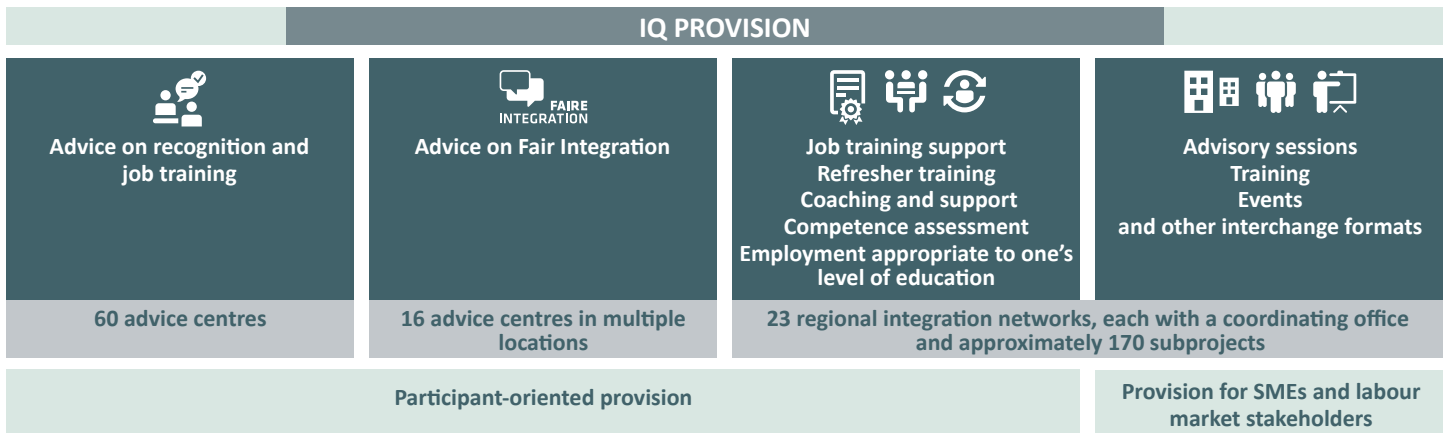 IQ PROVISION
Advice on recognition and
job training
60 advice centres
FAIRE
INTEGRATION
Advice on Fair Integration
16 advice centres in multiple
locations
Job training support
Refresher training
Coaching and support
Competence assessment
Employment appropriate to one’s
level of education
Advisory sessions
Training
Events
and other interchange formats
23 regional integration networks, each with a coordinating office
and approximately 170 subprojects
Participant-oriented provision
Provision for SMEs and labour
market stakeholders